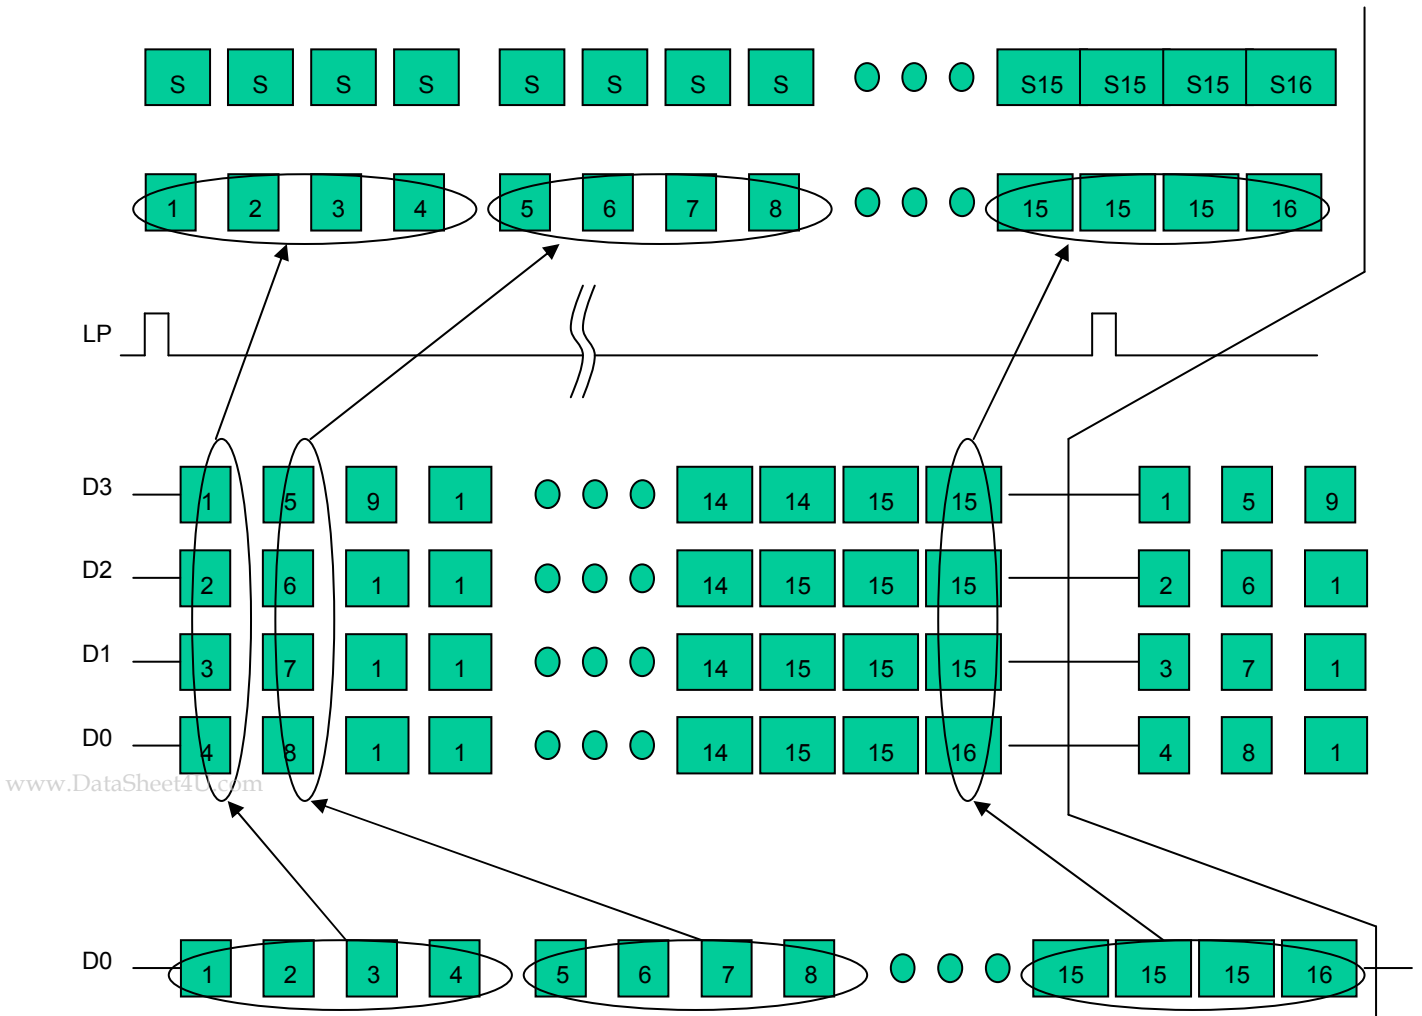 S S S S S S S S S15 S15 S15 S16
1 2 3 4 5 6 7 8 15 15 15 16
LP
D3 1 5 9 1 14 14 15 15 1 5 9
D2 2 6 1 1 14 15 15 15 2 6 1
D1 3 7 1 1 14 15 15 15 3 7 1
D0 4 8 1 1 14 15 15 16 4 8 1
www.DataSheet4U.com
D0 1 2 3 4 5 6 7 8 15 15 15 16